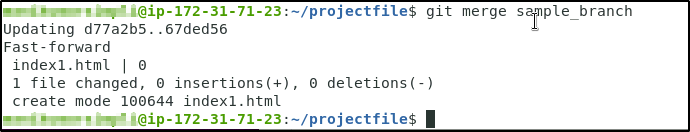 @ip-172-31-71-23:~/projectfile$ git merge sample_branch
Updating d77a2b5..67ded56
Fast-forward
 index1.html | 0
 1 file changed, 0 insertions(+), 0 deletions(-)
 create mode 100644 index1.html
@ip-172-31-71-23:~/projectfile$